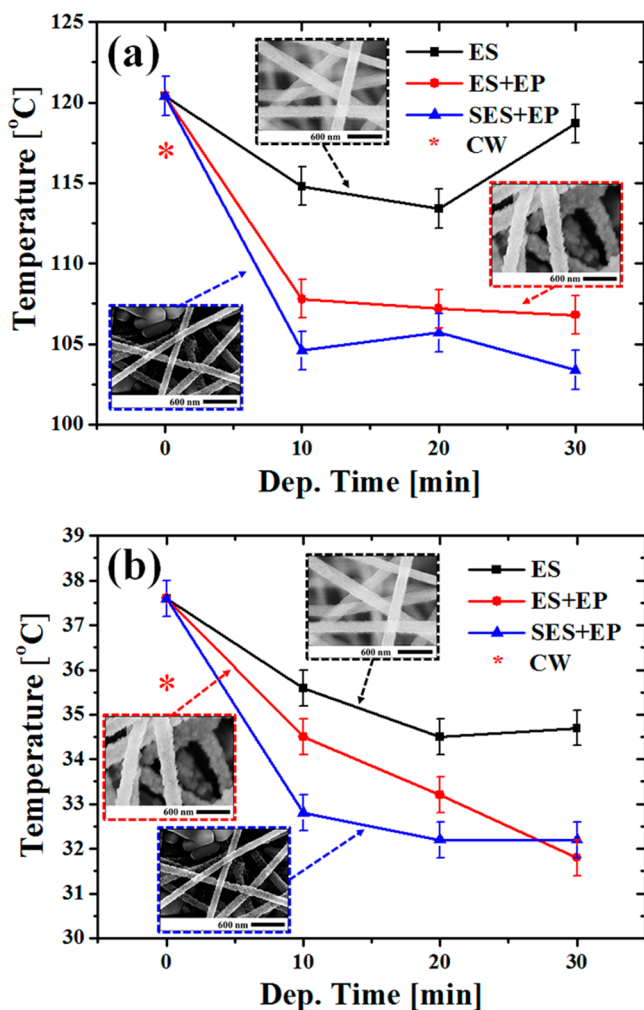 (a)
ES
ES+EP
SES+EP
* CW
600 nm
600 nm
600 nm
Temperature [°C]
125
120
115
110
105
100
0 10 20 30
Dep. Time [min]
(b)
ES
ES+EP
SES+EP
* CW
600 nm
600 nm
600 nm
Temperature [°C]
39
38
37
36
35
34
33
32
31
30
0 10 20 30
Dep. Time [min]